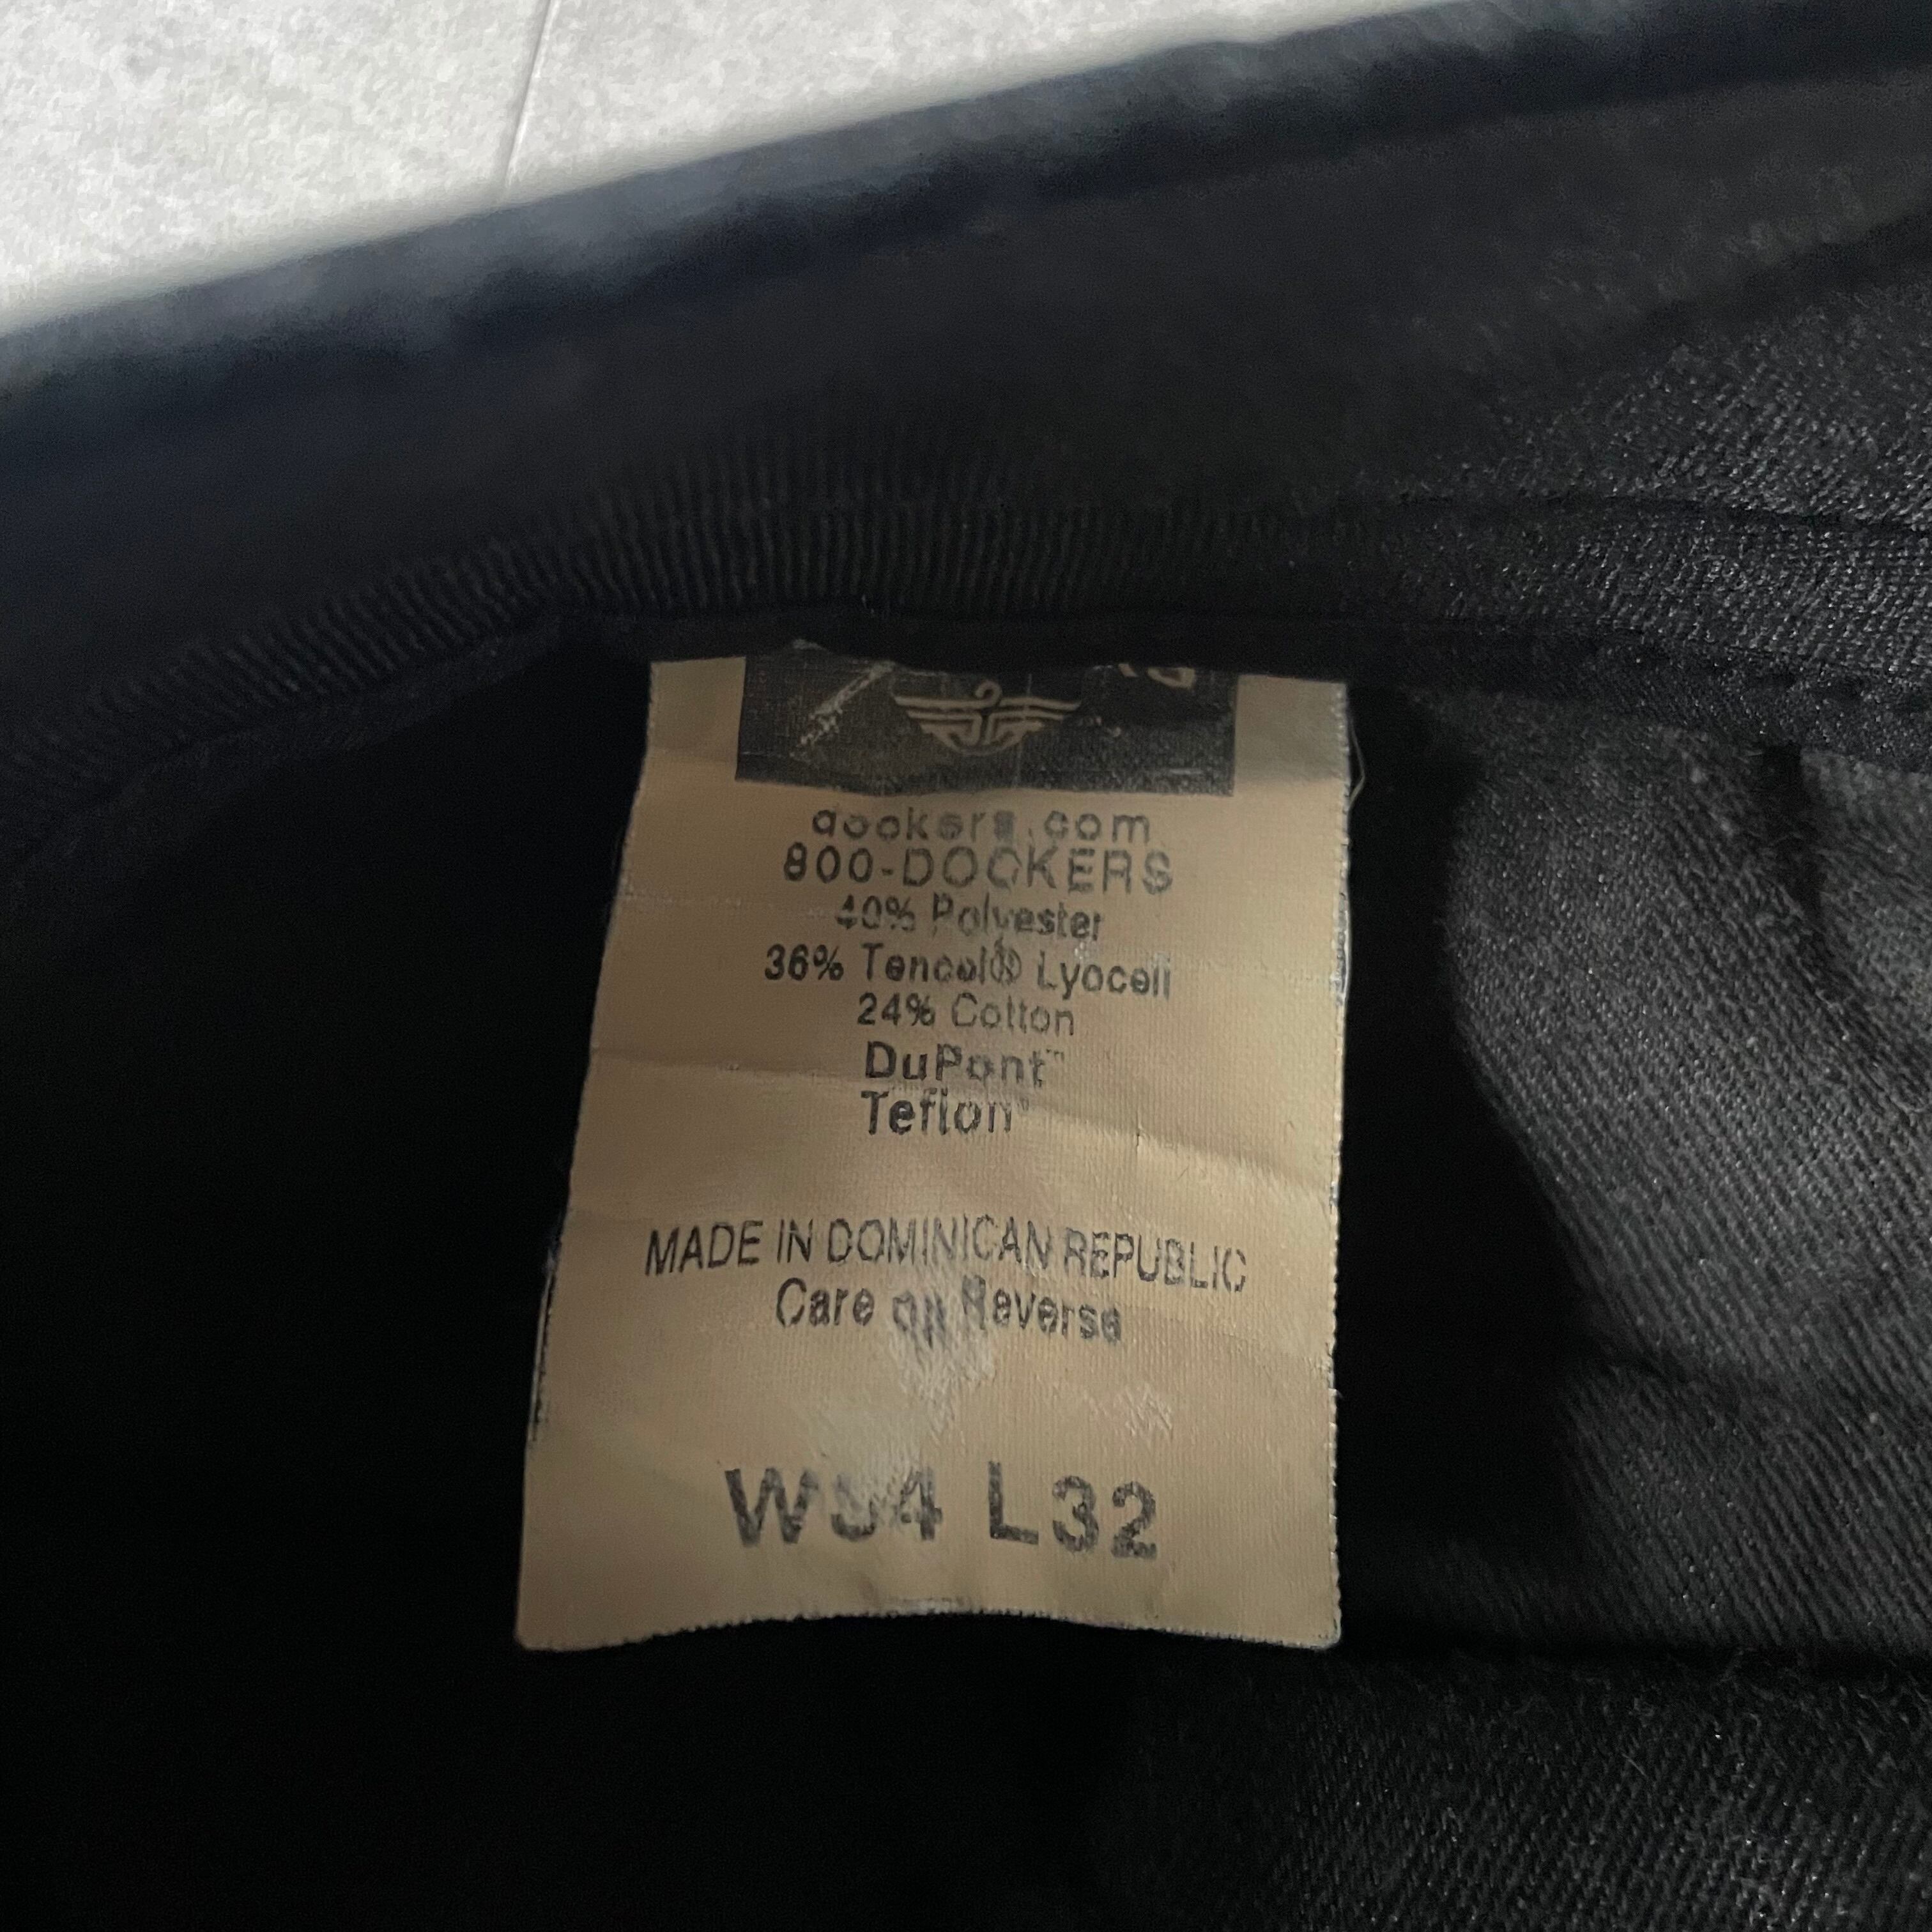 dockers.com
800-DOCKERS
40% Polyester
36% Tencel® Lyocell
24% Cotton
DuPont™
Teflon®
MADE IN DOMINICAN REPUBLIC
Care on Reverse
W34 L32